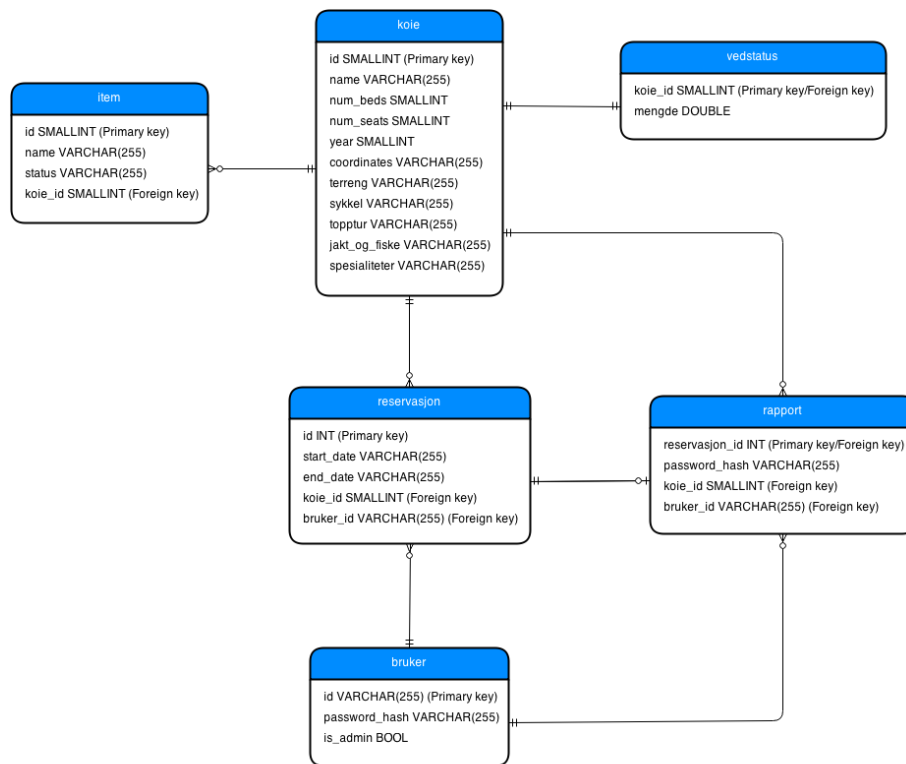 koie
id SMALLINT (Primary key)
name VARCHAR(255)
num_beds SMALLINT
num_seats SMALLINT
year SMALLINT
coordinates VARCHAR(255)
terreng VARCHAR(255)
sykkel VARCHAR(255)
topptur VARCHAR(255)
jakt_og_fiske VARCHAR(255)
spesialiteter VARCHAR(255)
vedstatus
koie_id SMALLINT (Primary key/Foreign key)
mengde DOUBLE
item
id SMALLINT (Primary key)
name VARCHAR(255)
status VARCHAR(255)
koie_id SMALLINT (Foreign key)
reservasjon
id INT (Primary key)
start_date VARCHAR(255)
end_date VARCHAR(255)
koie_id SMALLINT (Foreign key)
bruker_id VARCHAR(255) (Foreign key)
rapport
reservasjon_id INT (Primary key/Foreign key)
password_hash VARCHAR(255)
koie_id SMALLINT (Foreign key)
bruker_id VARCHAR(255) (Foreign key)
bruker
id VARCHAR(255) (Primary key)
password_hash VARCHAR(255)
is_admin BOOL